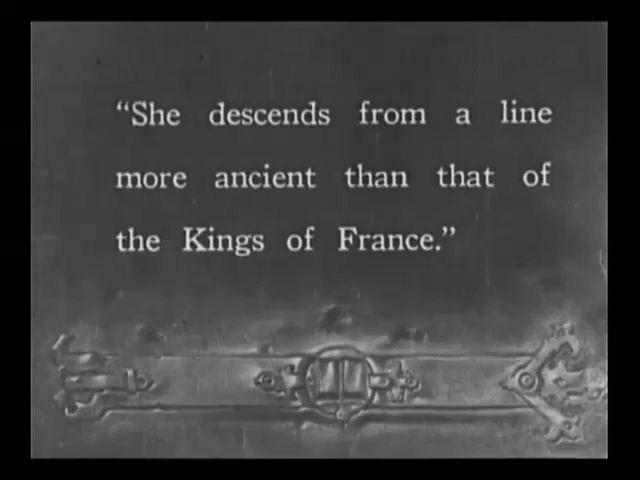 “She descends from a line
more ancient than that of
the Kings of France.”